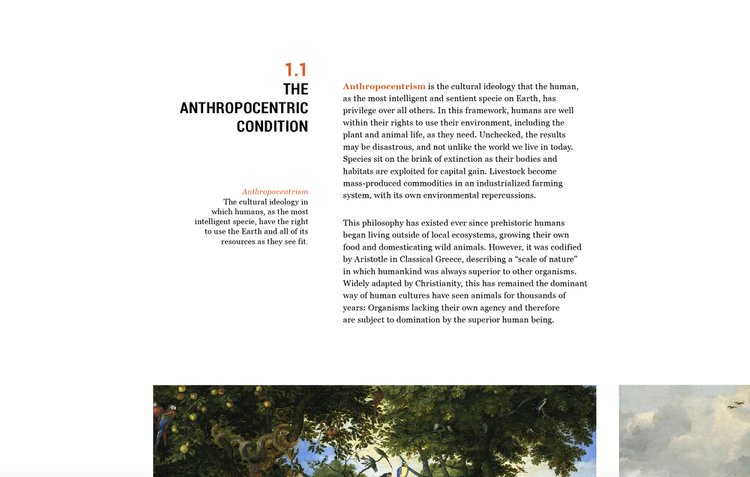 1.1
THE
ANTHROPOCENTRIC
CONDITION
Anthropocentrism
The cultural ideology in
which humans, as the most
intelligent specie, have the right
to use the Earth and all of its
resources as they see fit.
Anthropocentrism is the cultural ideology that the human,
as the most intelligent and sentient specie on Earth, has
privilege over all others. In this framework, humans are well
within their rights to use their environment, including the
plant and animal life, as they need. Unchecked, the results
may be disastrous, and not unlike the world we live in today.
Species sit on the brink of extinction as their bodies and
habitats are exploited for capital gain. Livestock become
mass-produced commodities in an industrialized farming
system, with its own environmental repercussions.
This philosophy has existed ever since prehistoric humans
began living outside of local ecosystems, growing their own
food and domesticating wild animals. However, it was codified
by Aristotle in Classical Greece, describing a “scale of nature”
in which humankind was always superior to other organisms.
Widely adapted by Christianity, this has remained the dominant
way of human cultures have seen animals for thousands of
years: Organisms lacking their own agency and therefore
are subject to domination by the superior human being.